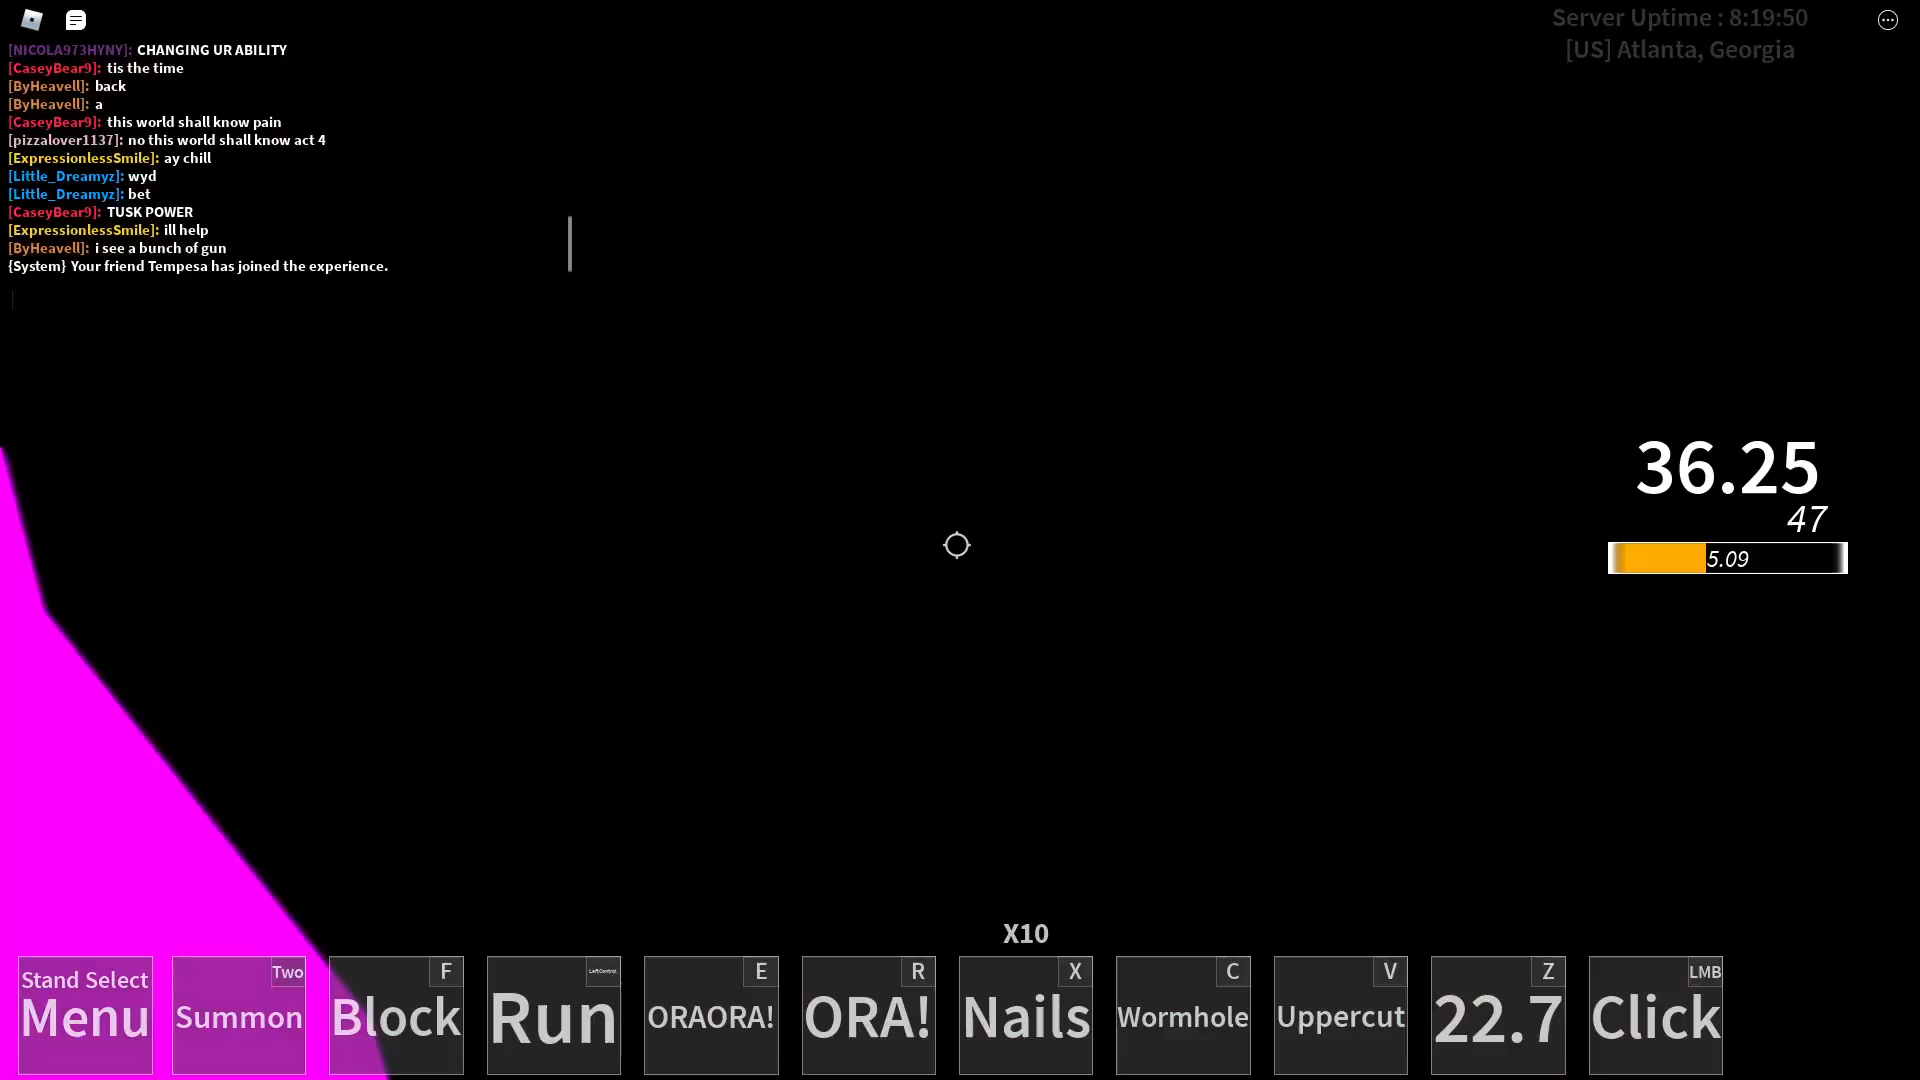 Server Uptime : 8:19:50
[US] Atlanta, Georgia
[NICOLA973HYNY]: CHANGING UR ABILITY
[CaseyBear9]: tis the time
[ByHeavell]: back
[ByHeavell]: a
[CaseyBear9]: this world shall know pain
[pizzalover1137]: no this world shall know act 4
[ExpressionlessSmile]: ay chill
[Little_Dreamyz]: wyd
[Little_Dreamyz]: bet
[CaseyBear9]: TUSK POWER
[ExpressionlessSmile]: ill help
[ByHeavell]: i see a bunch of gun
{System} Your friend Tempesa has joined the experience.
36.25
47
5.09
X10
Stand Select
Menu
Two
Summon
F
Block
LeftControl
Run
E
ORAORA!
R
ORA!
X
Nails
C
Wormhole
V
Uppercut
Z
22.7
LMB
Click